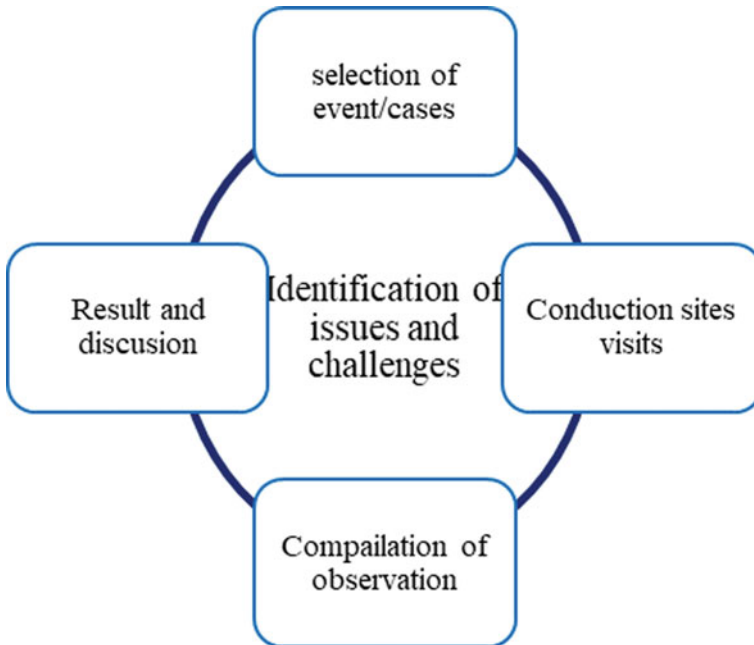 selection of
event/cases
Identification of
issues and
challenges
Result and
discusion
Conduction sites
visits
Compailation of
observation